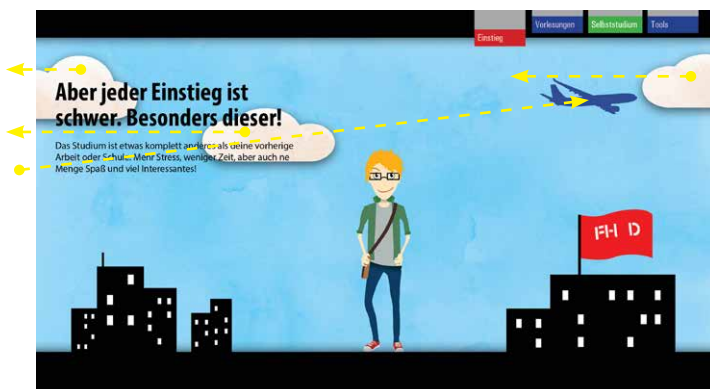 Einstieg
Vorlesungen
Selbststudium
Tools
Aber jeder Einstieg ist
schwer. Besonders dieser!
Das Studium ist etwas komplett anderes als deine vorherige
Arbeit oder Schule. Mehr Stress, weniger Zeit, aber auch ne
Menge Spaß und viel Interessantes!
FH D